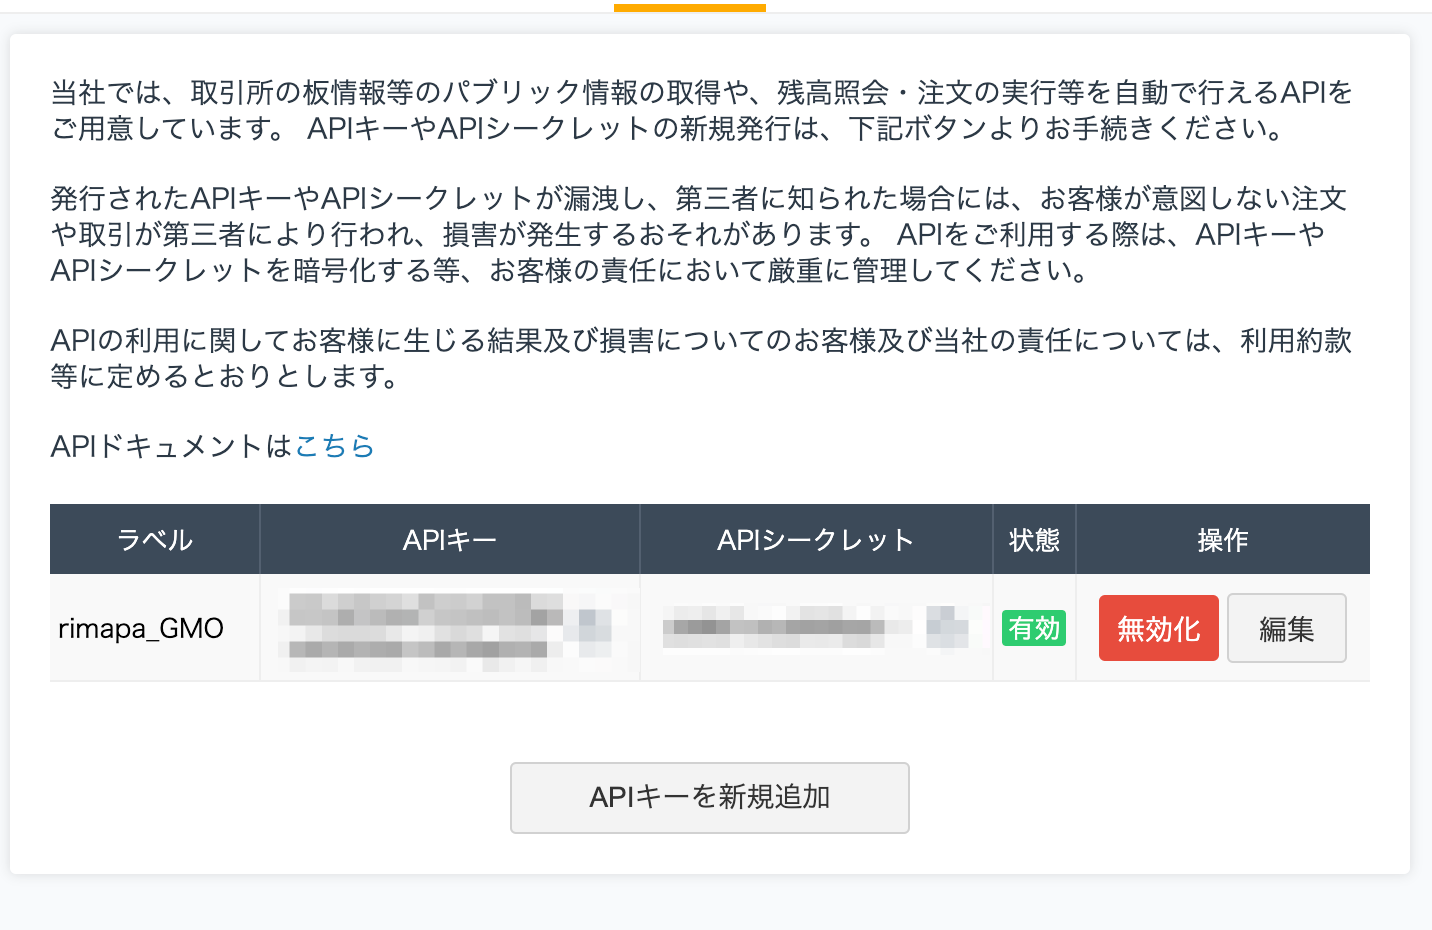 当社では、取引所の板情報等のパブリック情報の取得や、残高照会・注文の実行等を自動で行えるAPIを
ご用意しています。 APIキーやAPIシークレットの新規発行は、下記ボタンよりお手続きください。
発行されたAPIキーやAPIシークレットが漏洩し、第三者に知られた場合には、お客様が意図しない注文
や取引が第三者により行われ、損害が発生するおそれがあります。 APIをご利用する際は、APIキーや
APIシークレットを暗号化する等、お客様の責任において厳重に管理してください。
APIの利用に関してお客様に生じる結果及び損害についてのお客様及び当社の責任については、利用約款
等に定めるとおりとします。
APIドキュメントはこちら
ラベル APIキー APIシークレット 状態 操作
rimapa_GMO 有効 無効化 編集
APIキーを新規追加